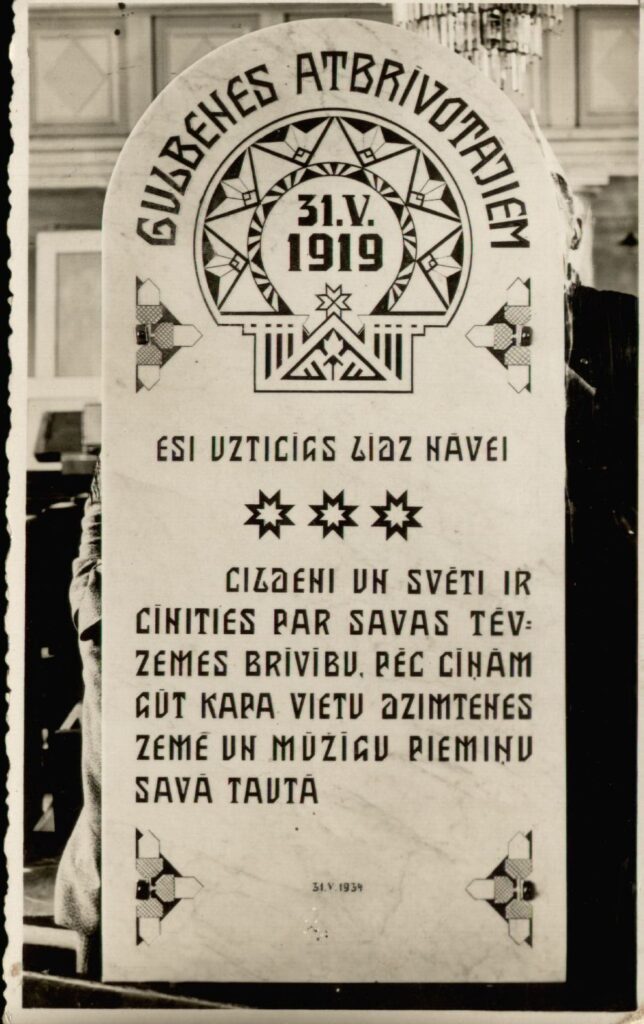 GULBENES ATBRĪVOTAJIEM
31.V.
1919
ESI UZTICĪGS LĪDZ NĀVEI
CILDENI UN SVĒTI IR
CĪNITIES PAR SAVAS TĒV=
ZEMES BRĪVĪBU, PĒC CĪŅĀM
GŪT KAPA VIETU DZIMTENES
ZEMĒ UN MŪŽĪGU PIEMIŅU
SAVĀ TAUTĀ
31.V.1934